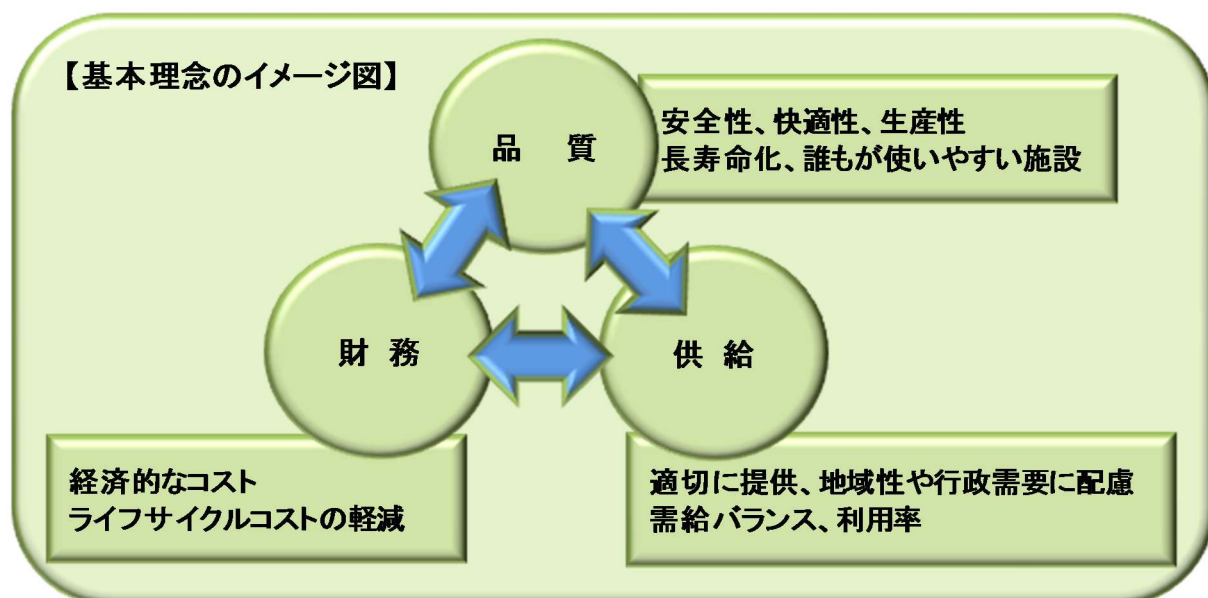 【基本理念のイメージ図】
品 質
安全性、快適性、生産性
長寿命化、誰もが使いやすい施設
財 務
供 給
経済的なコスト
ライフサイクルコストの軽減
適切に提供、地域性や行政需要に配慮
需給バランス、利用率